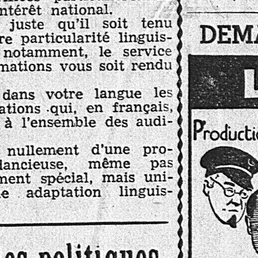 ntérêt national.
juste qu'il soit tenu
re particularité linguis-
notamment, le service
mations vous soit rendu
dans votre langue les
ations qui, en français,
à l'ensemble des audi-
nullement d'une pro-
dancieuse, même pas
ment spécial, mais uni-
e adaptation linguis-
es politiques
DEMA
L
Productio